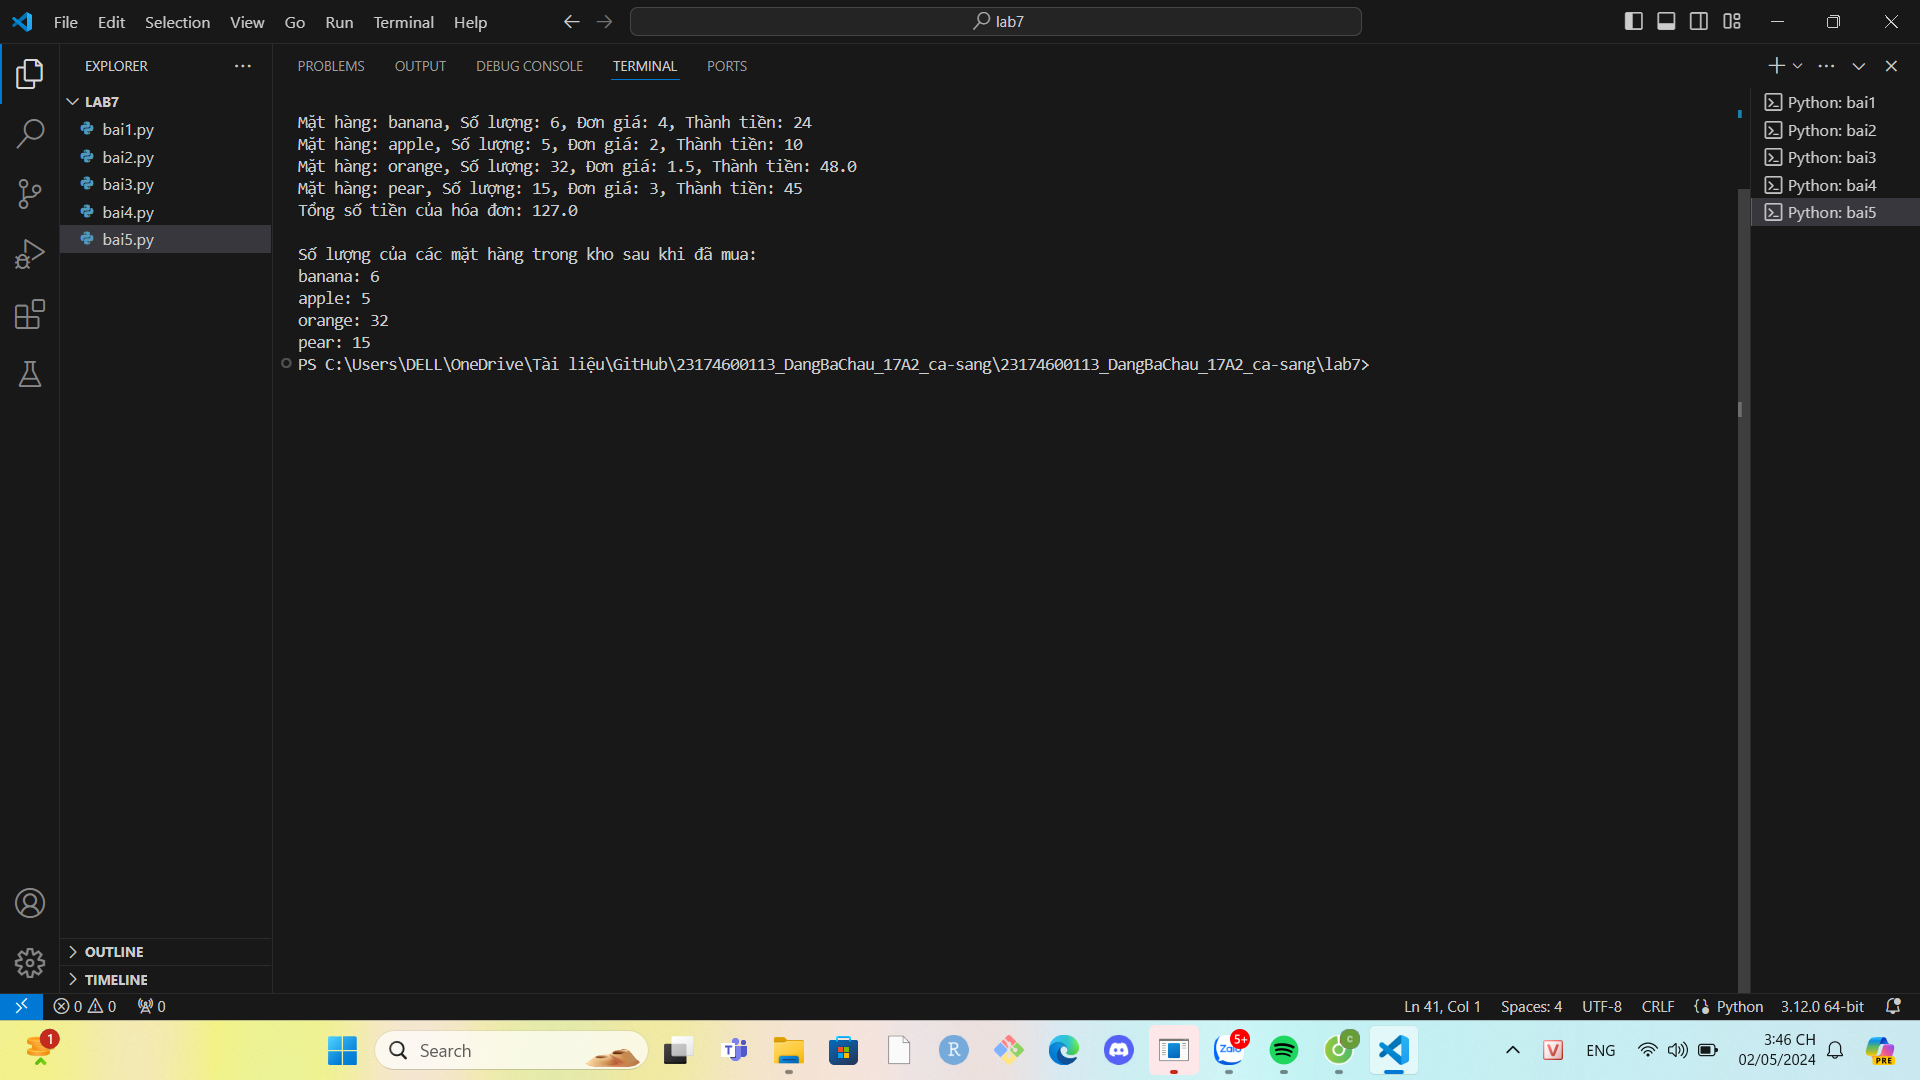 File Edit Selection View Go Run Terminal Help
lab7
EXPLORER
PROBLEMS OUTPUT DEBUG CONSOLE TERMINAL PORTS
LAB7
bai1.py
bai2.py
bai3.py
bai4.py
bai5.py
Mặt hàng: banana, Số lượng: 6, Đơn giá: 4, Thành tiền: 24
Mặt hàng: apple, Số lượng: 5, Đơn giá: 2, Thành tiền: 10
Mặt hàng: orange, Số lượng: 32, Đơn giá: 1.5, Thành tiền: 48.0
Mặt hàng: pear, Số lượng: 15, Đơn giá: 3, Thành tiền: 45
Tổng số tiền của hóa đơn: 127.0
Số lượng của các mặt hàng trong kho sau khi đã mua:
banana: 6
apple: 5
orange: 32
pear: 15
PS C:\Users\DELL\OneDrive\Tài liệu\GitHub\23174600113_DangBaChau_17A2_ca-sang\23174600113_DangBaChau_17A2_ca-sang\lab7>
Python: bai1
Python: bai2
Python: bai3
Python: bai4
Python: bai5
OUTLINE
TIMELINE
0 0 0
Ln 41, Col 1 Spaces: 4 UTF-8 CRLF Python 3.12.0 64-bit
1
Search
T
R
Zalo
5+
C
V
ENG
3:46 CH
02/05/2024
PRE